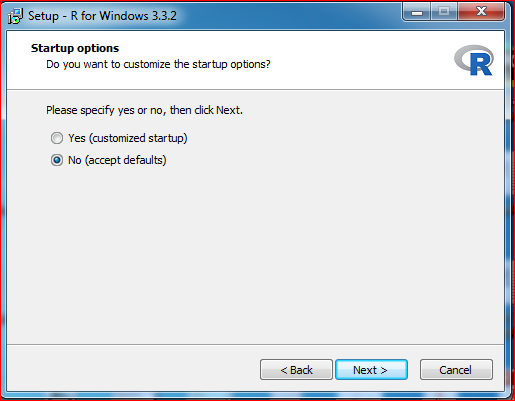 Setup - R for Windows 3.3.2
Startup options
Do you want to customize the startup options?
R
Please specify yes or no, then click Next.
Yes (customized startup)
No (accept defaults)
< Back
Next >
Cancel